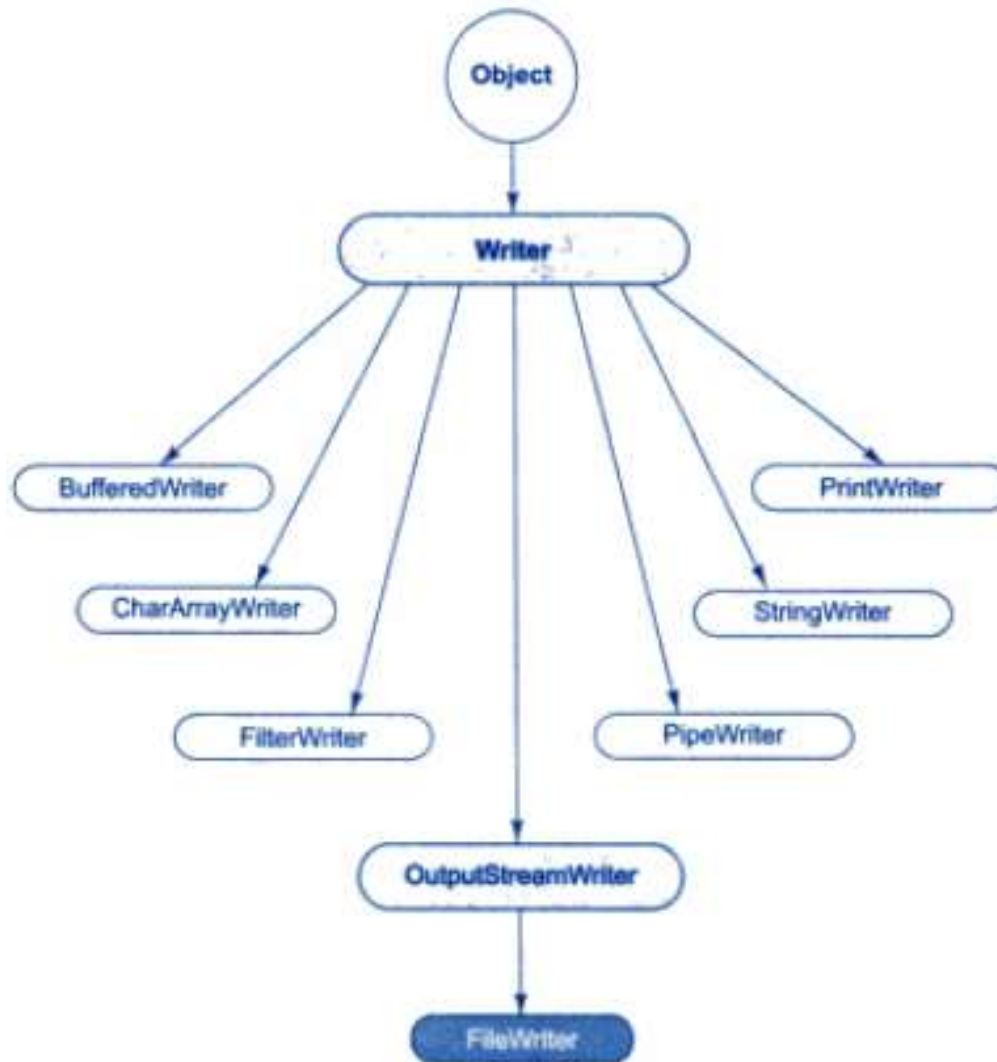 Object
Writer
BufferedWriter
PrintWriter
CharArrayWriter
StringWriter
FilterWriter
PipeWriter
OutputStreamWriter
FileWriter